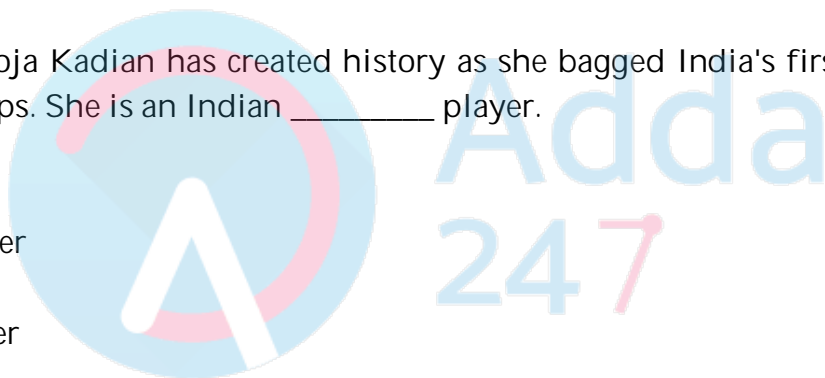 oja Kadian has created history as she bagged India's firs
ps. She is an Indian _________ player.
er
er
Adda
247